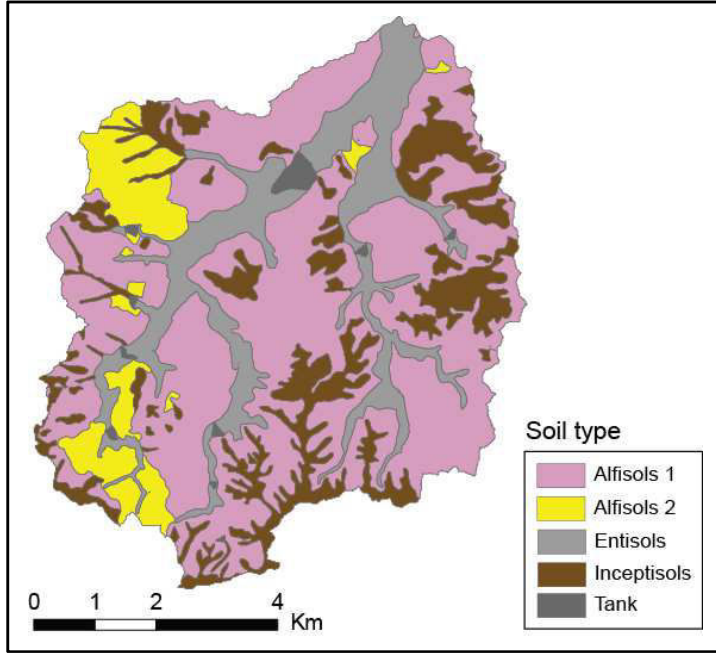 Soil type
Alfisols 1
Alfisols 2
Entisols
Inceptisols
Tank
0 1 2 4
Km